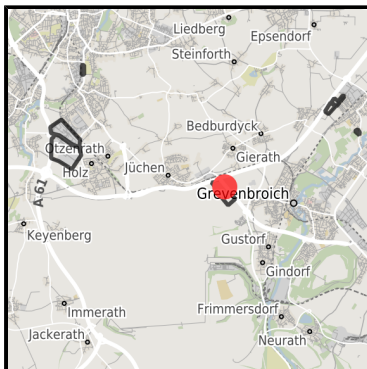 Liedberg
Epsendorf
Steinforth
Bedburdyck
Otzenrath
Holz
Jüchen
Gierath
A 61
Grevenbroich
Keyenberg
Gustorf
Gindorf
Immerath
Frimmersdorf
Jackerath
Neurath